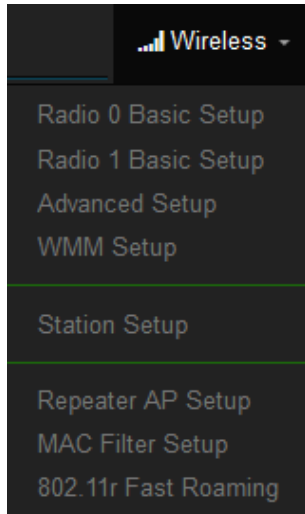 Wireless
Radio 0 Basic Setup
Radio 1 Basic Setup
Advanced Setup
WMM Setup
Station Setup
Repeater AP Setup
MAC Filter Setup
802.11r Fast Roaming